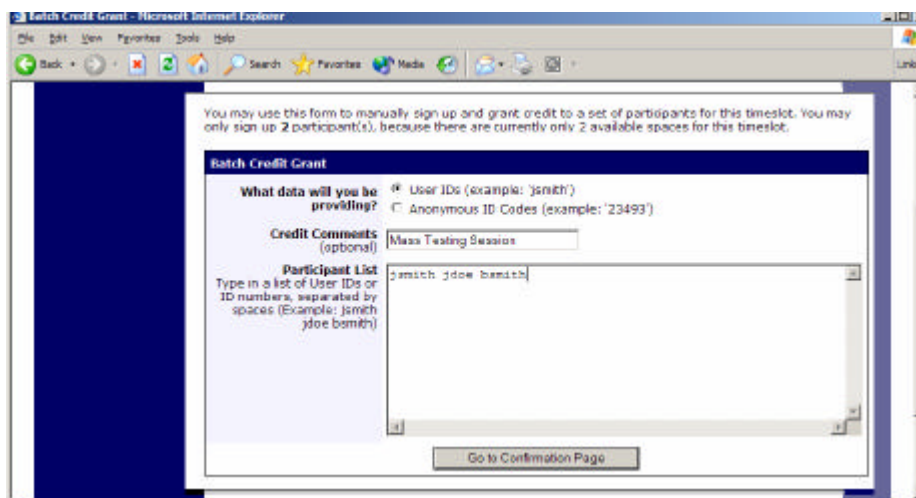 Batch Credit Grant - Microsoft Internet Explorer
File Edit View Favorites Tools Help
Back Search Favorites Media Links
You may use this form to manually sign up and grant credit to a set of participants for this timeslot. You may
only sign up 2 participant(s), because there are currently only 2 available spaces for this timeslot.
Batch Credit Grant
What data will you be
providing?
User IDs (example: 'jsmith')
Anonymous ID Codes (example: '23493')
Credit Comments
(optional)
Mass Testing Session
Participant List
Type in a list of User IDs or
ID numbers, separated by
spaces (Example: jsmith
jdoe bsmith)
jsmith jdoe bsmith
Go to Confirmation Page